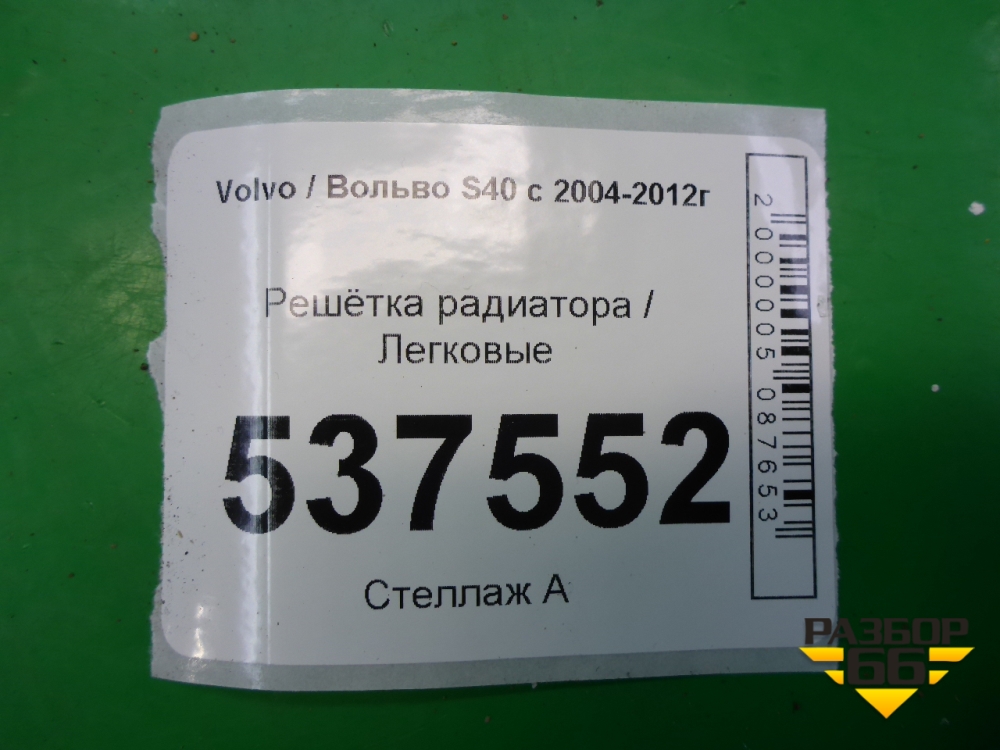 Volvo / Вольво S40 с 2004-2012г
Решётка радиатора /
Легковые
537552
Стеллаж А
2000005087653
РАЗБОР
66